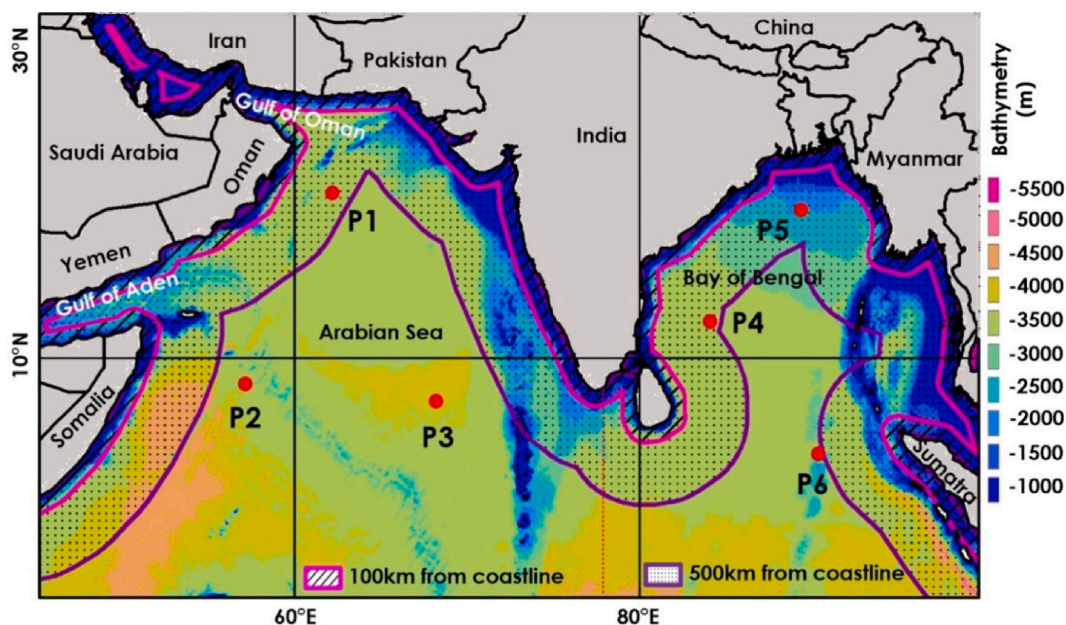 30°N
Iran
Pakistan
China
Bathymetry
(m)
Gulf of Oman
Saudi Arabia
Oman
India
Myanmar
-5500
-5000
-4500
-4000
-3500
-3000
-2500
-2000
-1500
-1000
P1
P5
Yemen
Gulf of Aden
Bay of Bengal
Arabian Sea
P4
10°N
P2
P3
Somalia
P6
Sumatra
100km from coastline
500km from coastline
60°E
80°E